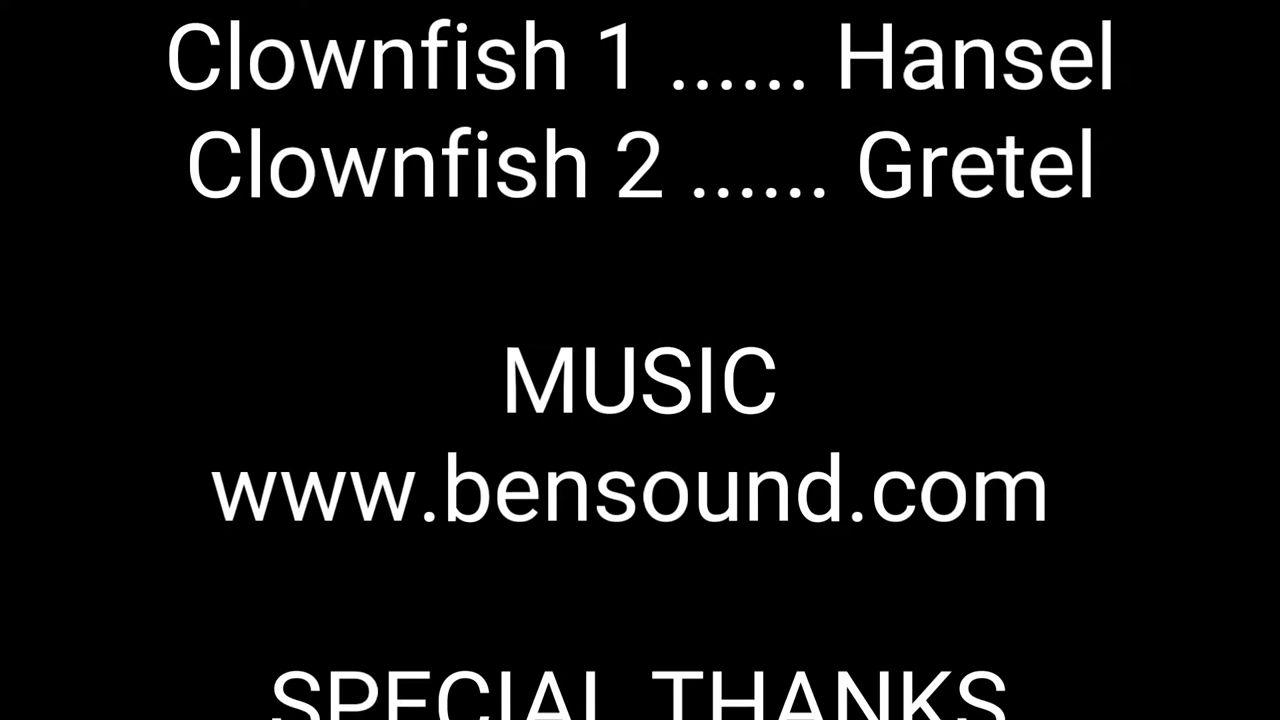 Clownfish 1 ...... Hansel
Clownfish 2 ...... Gretel
MUSIC
www.bensound.com
SPECIAL THANKS